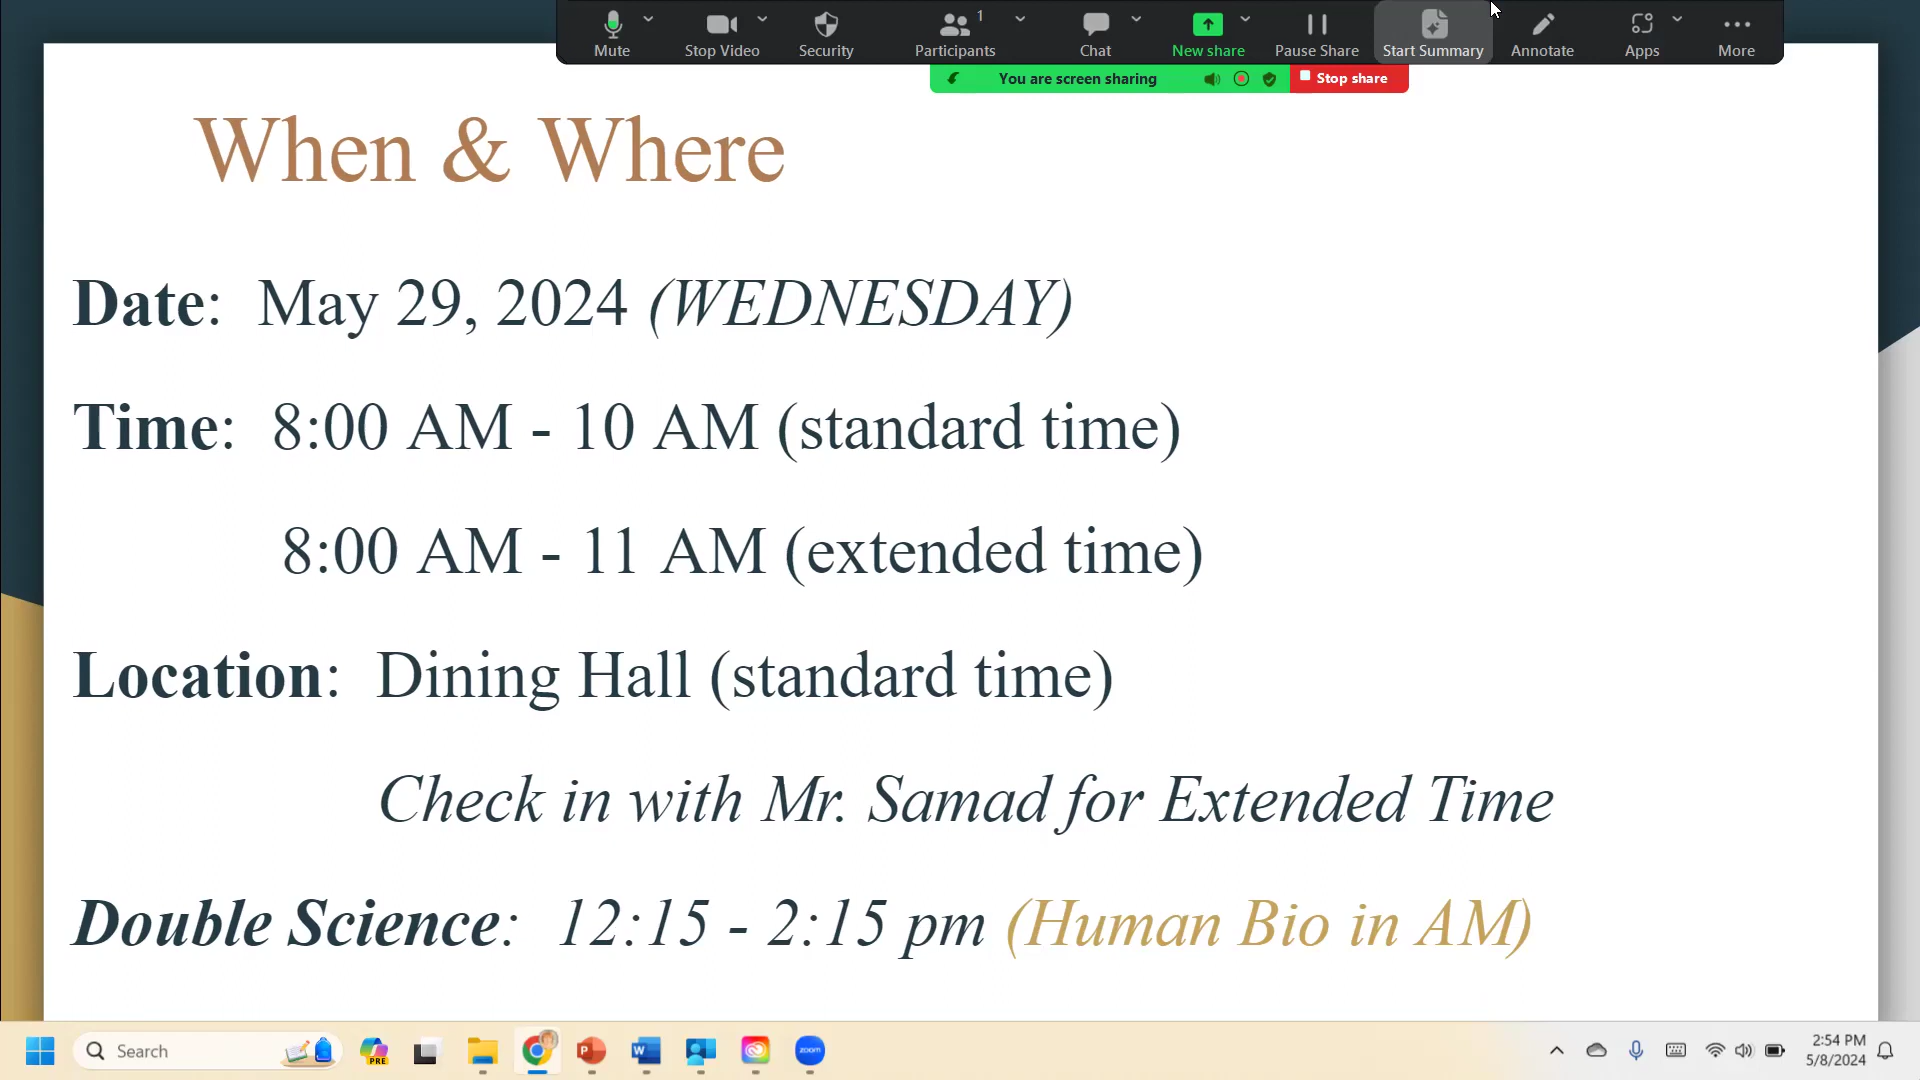 Mute
Stop Video
Security
Participants
1
Chat
New share
Pause Share
Start Summary
Annotate
Apps
More
You are screen sharing
Stop share
When & Where
Date:  May 29, 2024 (WEDNESDAY)
Time:  8:00 AM - 10 AM (standard time)
8:00 AM - 11 AM (extended time)
Location:  Dining Hall (standard time)
Check in with Mr. Samad for Extended Time
Double Science:  12:15 - 2:15 pm (Human Bio in AM)
Search
PRE
P
W
zoom
2:54 PM
5/8/2024